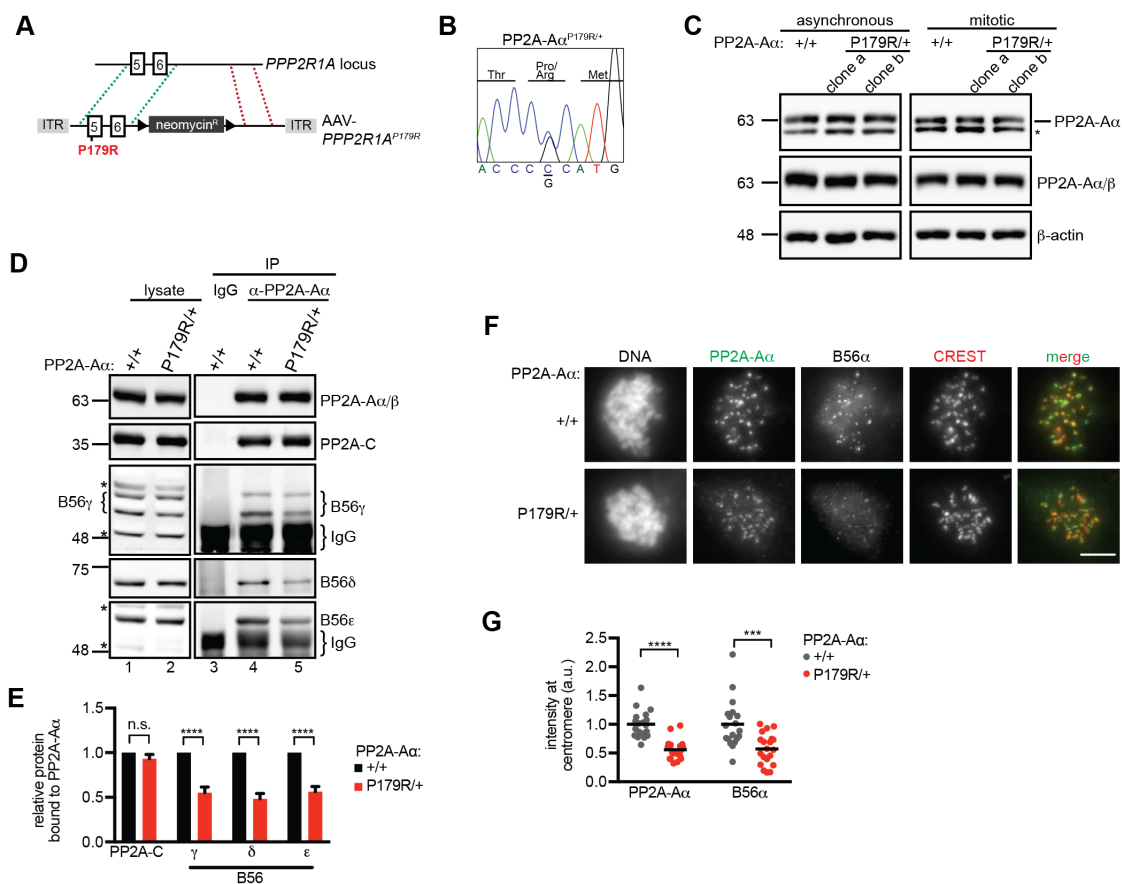 A
5 6
PPP2R1A locus
ITR
5 6
neomycinR
ITR
AAV-
PPP2R1AP179R
P179R
B
PP2A-AαP179R/+
Thr
Pro/
Arg
Met
A C C C C C A T G
G
C
asynchronous
mitotic
PP2A-Aα:
+/+
P179R/+
+/+
P179R/+
clone a
clone b
clone a
clone b
63
PP2A-Aα
*
63
PP2A-Aα/β
48
β-actin
D
IP
lysate
IgG
α-PP2A-Aα
PP2A-Aα:
+/+
P179R/+
+/+
P179R/+
63
PP2A-Aα/β
35
PP2A-C
*
B56γ
B56γ
*
48
IgG
75
B56δ
*
B56ε
*
IgG
48
1 2 3 4 5
E
relative protein
bound to PP2A-Aα
1.5
1.0
0.5
0.0
n.s.
****
****
****
PP2A-C
γ
δ
ε
B56
PP2A-Aα:
+/+
P179R/+
F
DNA
PP2A-Aα
B56α
CREST
merge
PP2A-Aα:
+/+
P179R/+
G
intensity at
centromere (a.u.)
2.5
2.0
1.5
1.0
0.5
0.0
****
***
PP2A-Aα
B56α
PP2A-Aα:
+/+
P179R/+